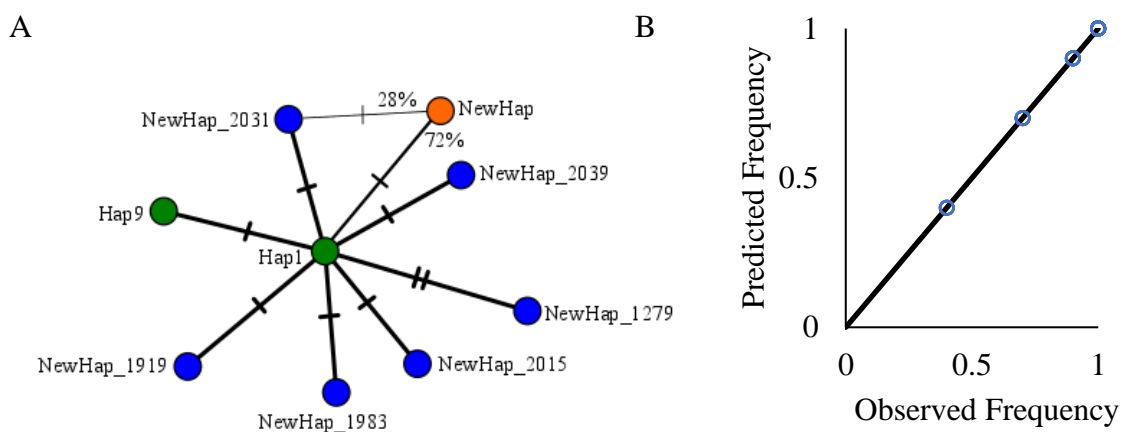 A
28%
NewHap
NewHap_2031
72%
NewHap_2039
Hap9
Hap1
NewHap_1279
NewHap_1919
NewHap_2015
NewHap_1983
B
1
Predicted Frequency
0.5
0
0 0.5 1
Observed Frequency